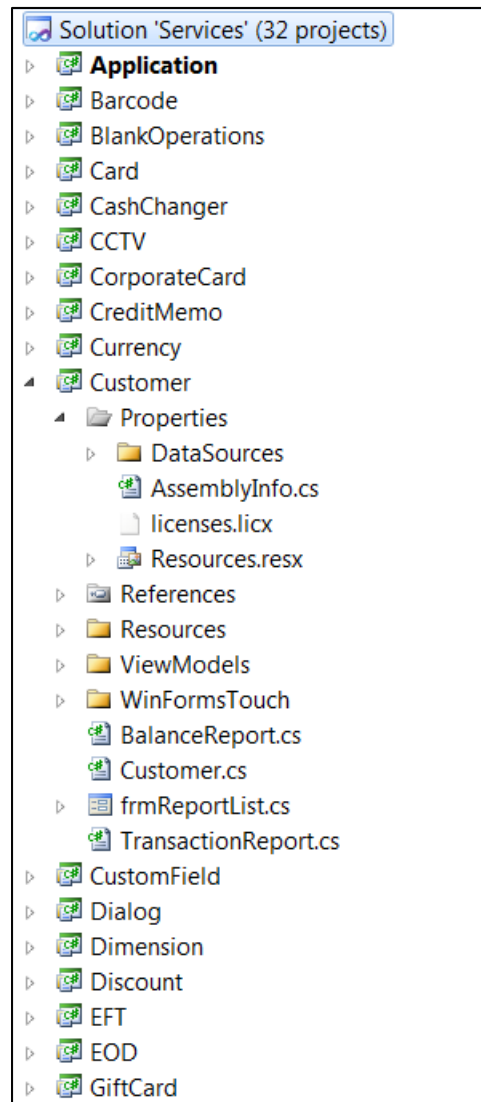 Solution 'Services' (32 projects)
Application
Barcode
BlankOperations
Card
CashChanger
CCTV
CorporateCard
CreditMemo
Currency
Customer
Properties
DataSources
AssemblyInfo.cs
licenses.licx
Resources.resx
References
Resources
ViewModels
WinFormsTouch
BalanceReport.cs
Customer.cs
frmReportList.cs
TransactionReport.cs
CustomField
Dialog
Dimension
Discount
EFT
EOD
GiftCard